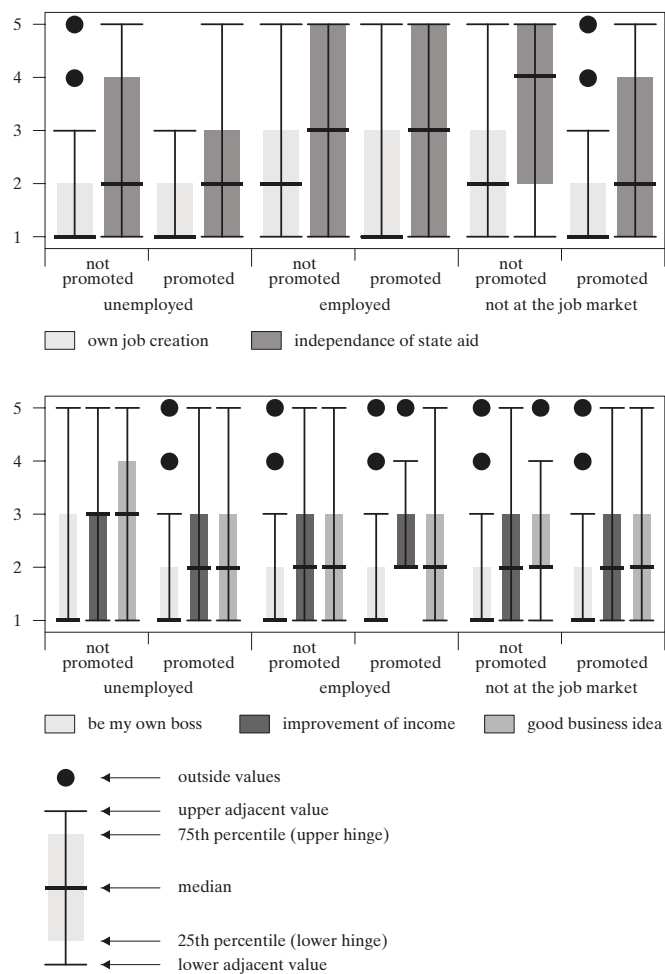 5
4
3
2
1
not promoted
promoted
not promoted
promoted
not promoted
promoted
unemployed
employed
not at the job market
own job creation
independance of state aid
5
4
3
2
1
not promoted
promoted
not promoted
promoted
not promoted
promoted
unemployed
employed
not at the job market
be my own boss
improvement of income
good business idea
outside values
upper adjacent value
75th percentile (upper hinge)
median
25th percentile (lower hinge)
lower adjacent value